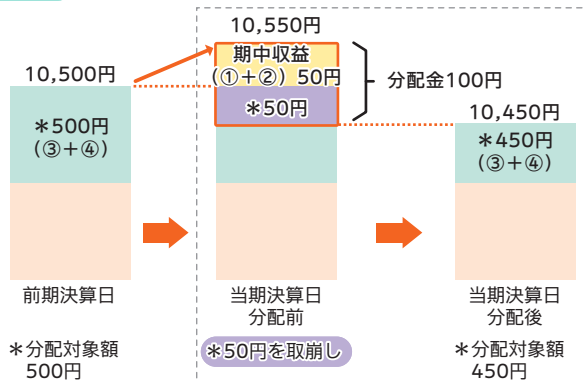 10,550円
期中収益
(①+②) 50円
*50円
分配金100円
10,500円
*500円
(③+④)
10,450円
*450円
(③+④)
前期決算日
当期決算日
分配前
当期決算日
分配後
*分配対象額
500円
*50円を取崩し
*分配対象額
450円